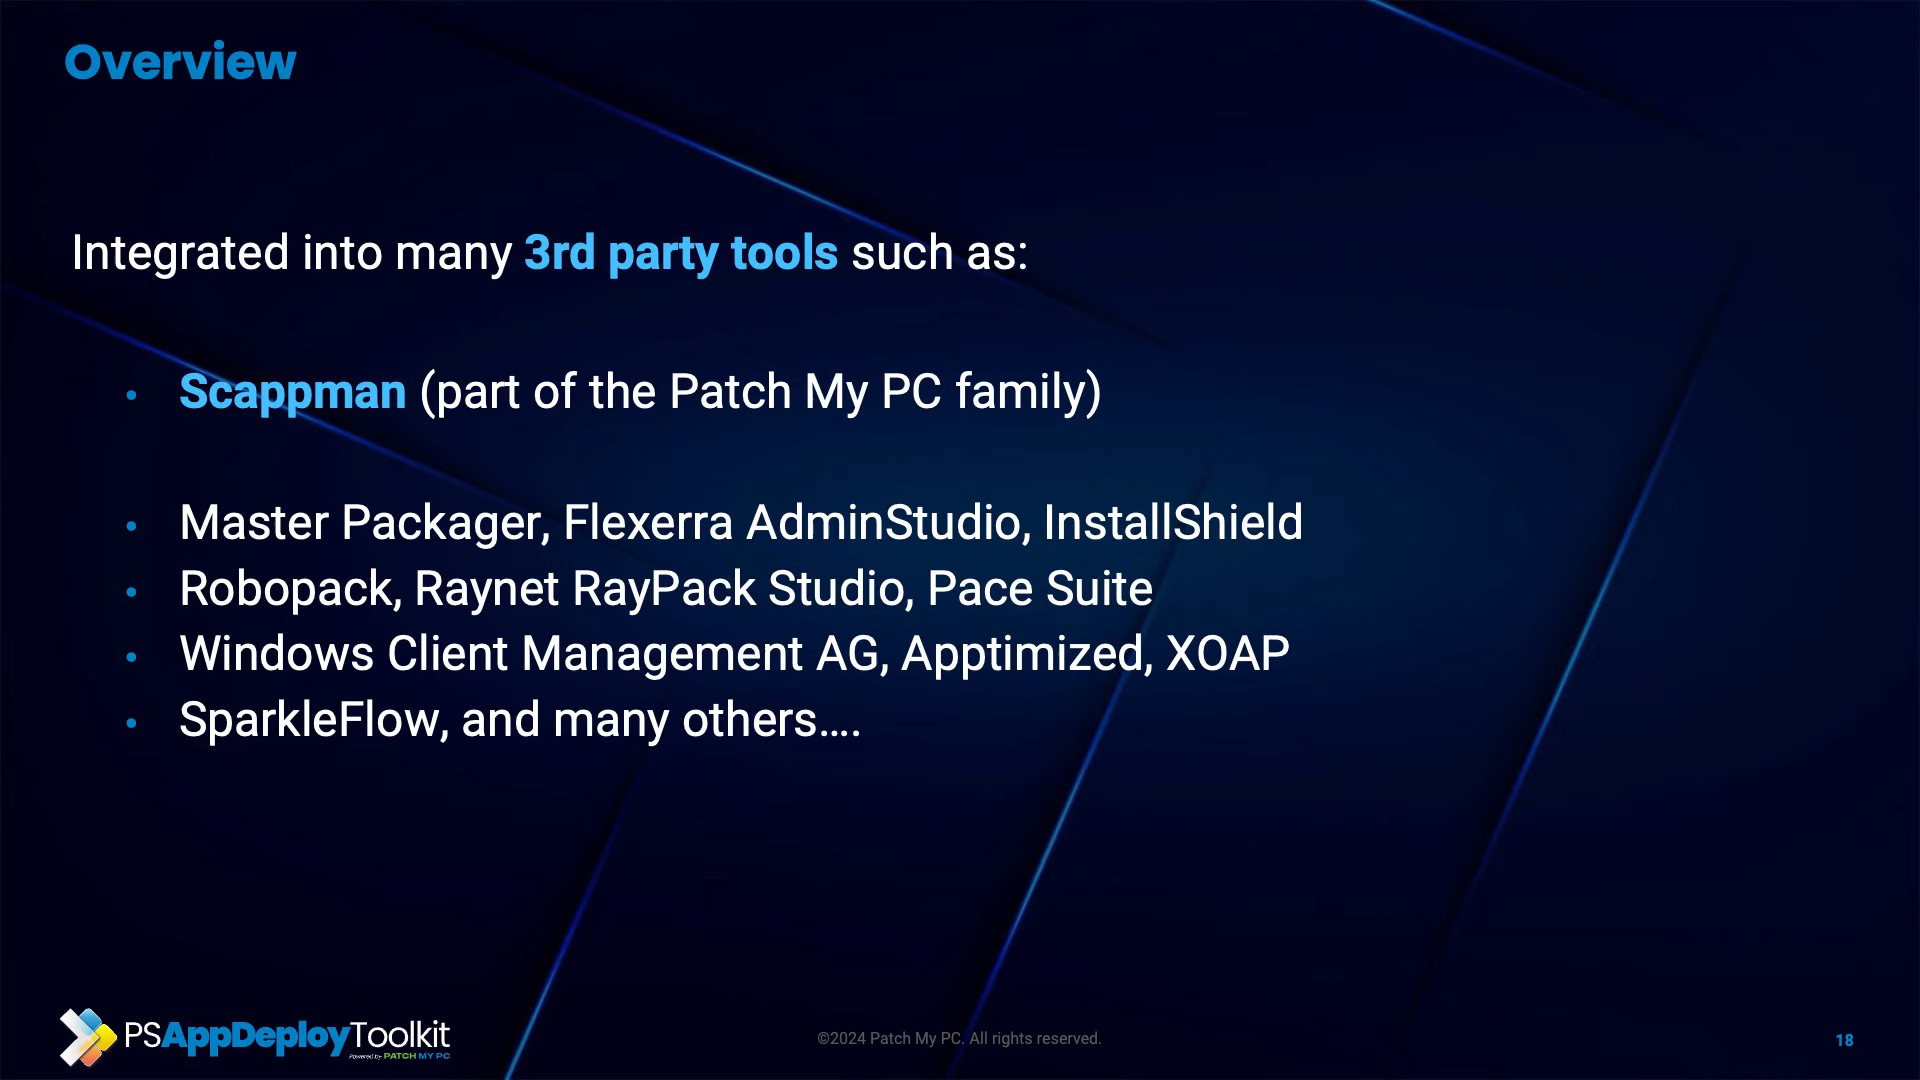 Overview
Integrated into many 3rd party tools such as:
• Scappman (part of the Patch My PC family)
• Master Packager, Flexerra AdminStudio, InstallShield
• Robopack, Raynet RayPack Studio, Pace Suite
• Windows Client Management AG, Apptimized, XOAP
• SparkleFlow, and many others....
PSAppDeployToolkit
Powered by PATCH MY PC
©2024 Patch My PC. All rights reserved.
18